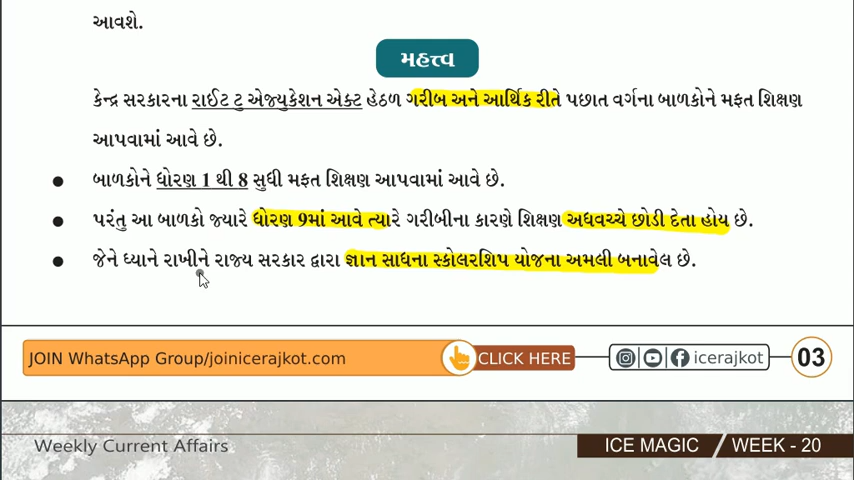 આવશે.
મહત્ત્વ
કેન્દ્ર સરકારના રાઈટ ટુ એજ્યુકેશન એક્ટ હેઠળ ગરીબ અને આર્થિક રીતે પછાત વર્ગના બાળકોને મફત શિક્ષણ
આપવામાં આવે છે.
● બાળકોને ધોરણ 1 થી 8 સુધી મફત શિક્ષણ આપવામાં આવે છે.
● પરંતુ આ બાળકો જ્યારે ધોરણ 9માં આવે ત્યારે ગરીબીના કારણે શિક્ષણ અધવચ્ચે છોડી દેતા હોય છે.
● જેને ધ્યાને રાખીને રાજ્ય સરકાર દ્વારા જ્ઞાન સાધના સ્કોલરશિપ યોજના અમલી બનાવેલ છે.
JOIN WhatsApp Group/joinicerajkot.com CLICK HERE icerajkot 03
Weekly Current Affairs ICE MAGIC WEEK - 20